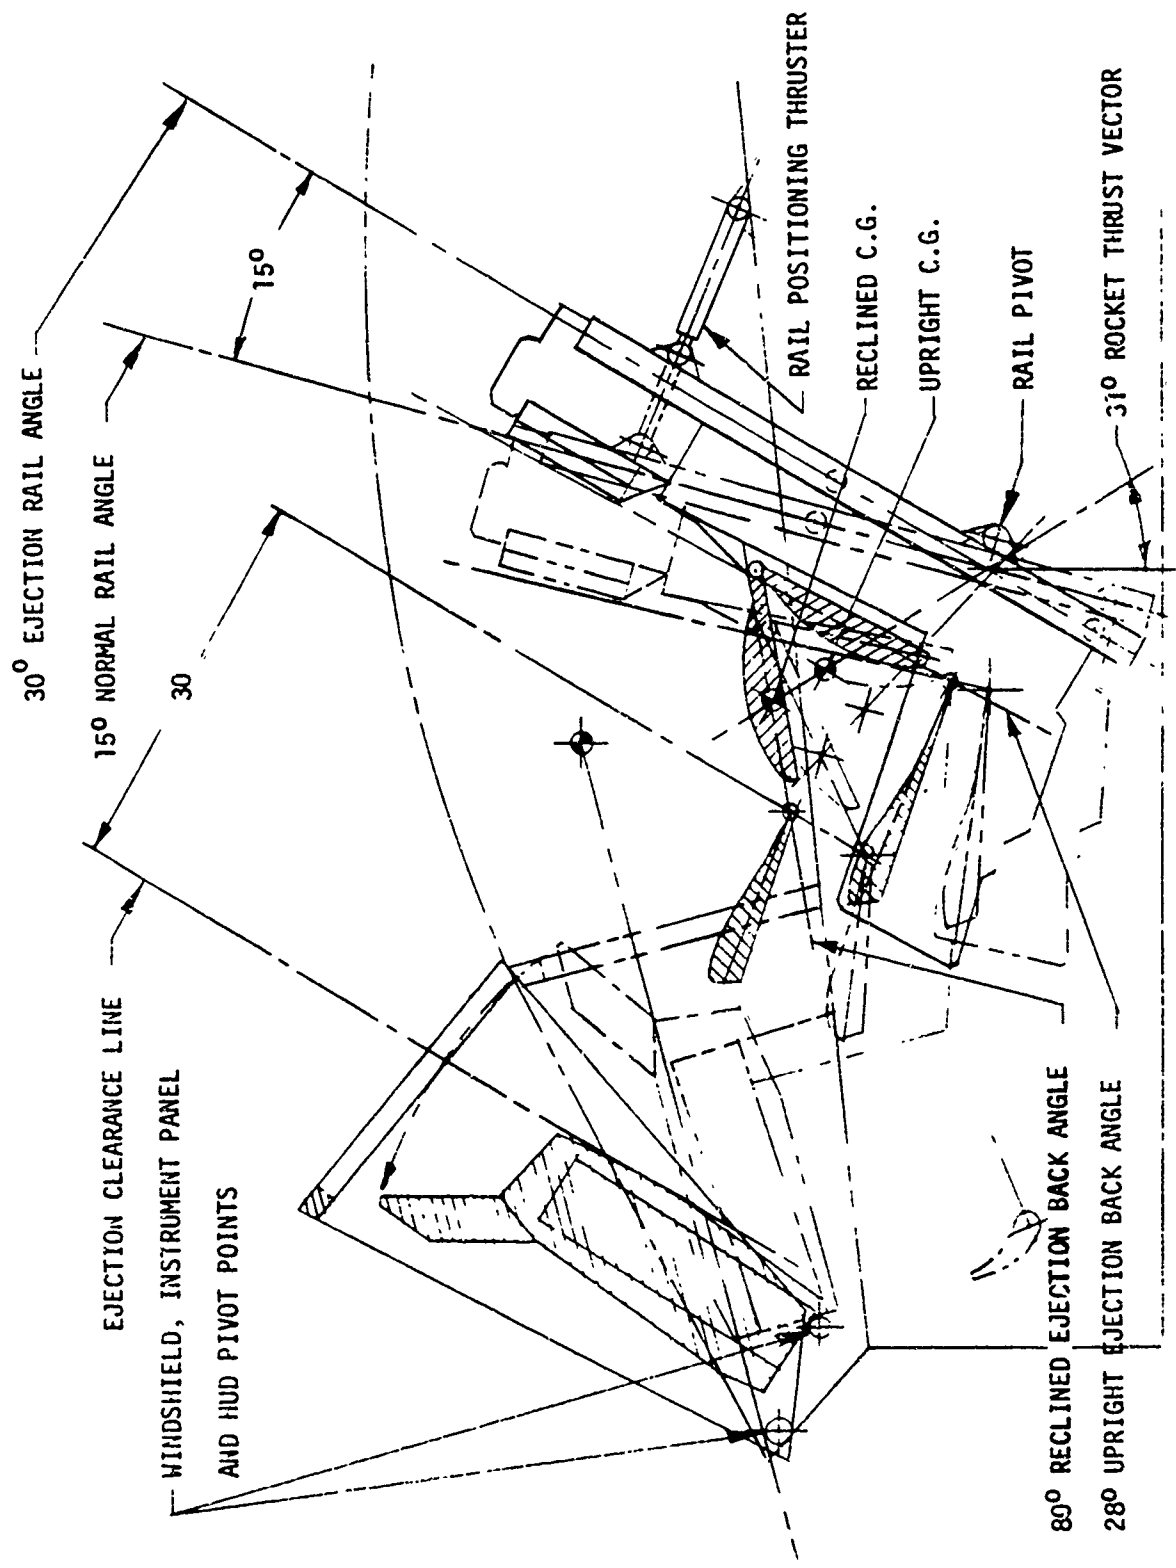 30° EJECTION RAIL ANGLE
15° NORMAL RAIL ANGLE
15°
30
EJECTION CLEARANCE LINE
WINDSHIELD, INSTRUMENT PANEL
AND HUD PIVOT POINTS
RAIL POSITIONING THRUSTER
RECLINED C.G.
UPRIGHT C.G.
RAIL PIVOT
31° ROCKET THRUST VECTOR
80° RECLINED EJECTION BACK ANGLE
28° UPRIGHT EJECTION BACK ANGLE